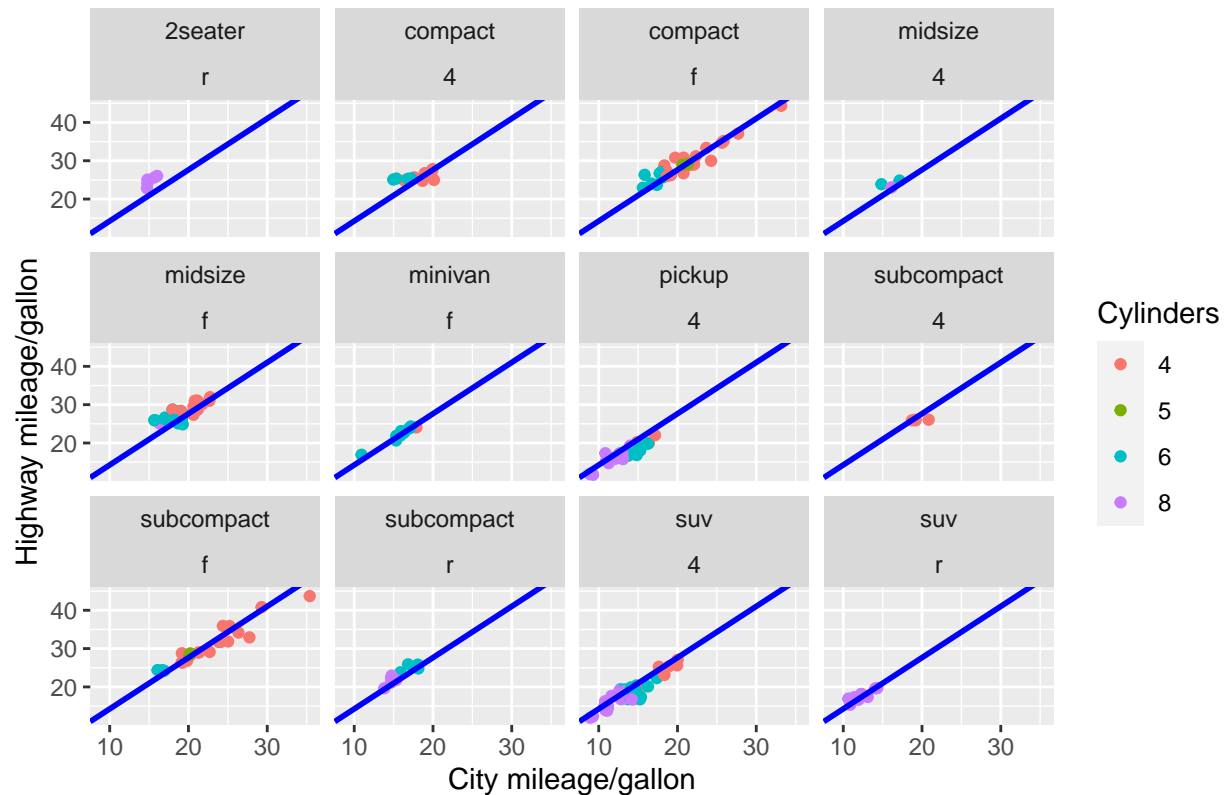 2seater
r
compact
4
compact
f
midsize
4
40
30
20
midsize
f
minivan
f
pickup
4
subcompact
4
40
30
20
subcompact
f
subcompact
r
suv
4
suv
r
40
30
20
10 20 30
10 20 30
10 20 30
10 20 30
City mileage/gallon
Highway mileage/gallon
Cylinders
4
5
6
8